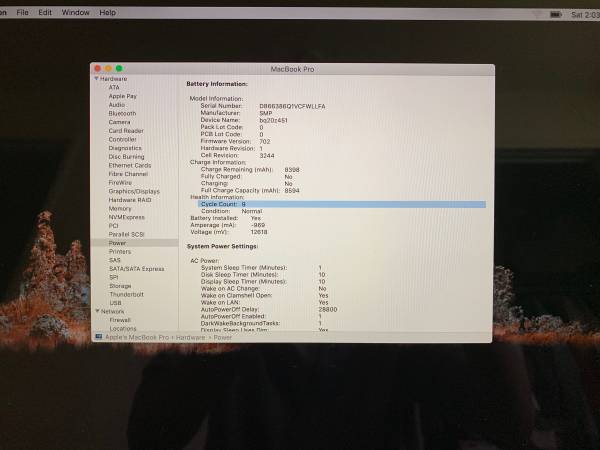 File Edit Window Help Sat 2:03
MacBook Pro
Hardware
ATA
Apple Pay
Audio
Bluetooth
Camera
Card Reader
Controller
Diagnostics
Disc Burning
Ethernet Cards
Fibre Channel
FireWire
Graphics/Displays
Hardware RAID
Memory
NVMExpress
PCI
Parallel SCSI
Power
Printers
SAS
SATA/SATA Express
SPI
Storage
Thunderbolt
USB
Network
Firewall
Locations
Battery Information:
Model Information:
Serial Number: D866386Q1VCFWLLFA
Manufacturer: SMP
Device Name: bq20z451
Pack Lot Code: 0
PCB Lot Code: 0
Firmware Version: 702
Hardware Revision: 1
Cell Revision: 3244
Charge Information:
Charge Remaining (mAh): 8398
Fully Charged: No
Charging: No
Full Charge Capacity (mAh): 8594
Health Information:
Cycle Count: 9
Condition: Normal
Battery Installed: Yes
Amperage (mA): -969
Voltage (mV): 12618
System Power Settings:
AC Power:
System Sleep Timer (Minutes): 1
Disk Sleep Timer (Minutes): 10
Display Sleep Timer (Minutes): 10
Wake on AC Change: No
Wake on Clamshell Open: Yes
Wake on LAN: Yes
AutoPowerOff Delay: 28800
AutoPowerOff Enabled: 1
DarkWakeBackgroundTasks: 1
Display Sleep Uses Dim: Yes
Apple's MacBook Pro Hardware Power